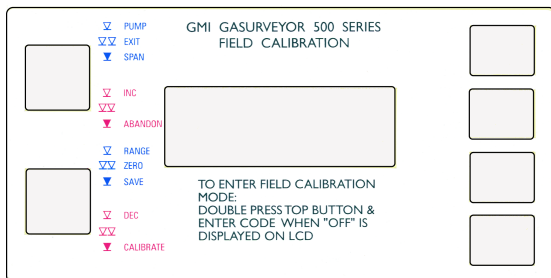 PUMP
EXIT
SPAN
INC
ABANDON
RANGE
ZERO
SAVE
DEC
CALIBRATE
GMI GASURVEYOR 500 SERIES
FIELD CALIBRATION
TO ENTER FIELD CALIBRATION
MODE:
DOUBLE PRESS TOP BUTTON &
ENTER CODE WHEN "OFF" IS
DISPLAYED ON LCD